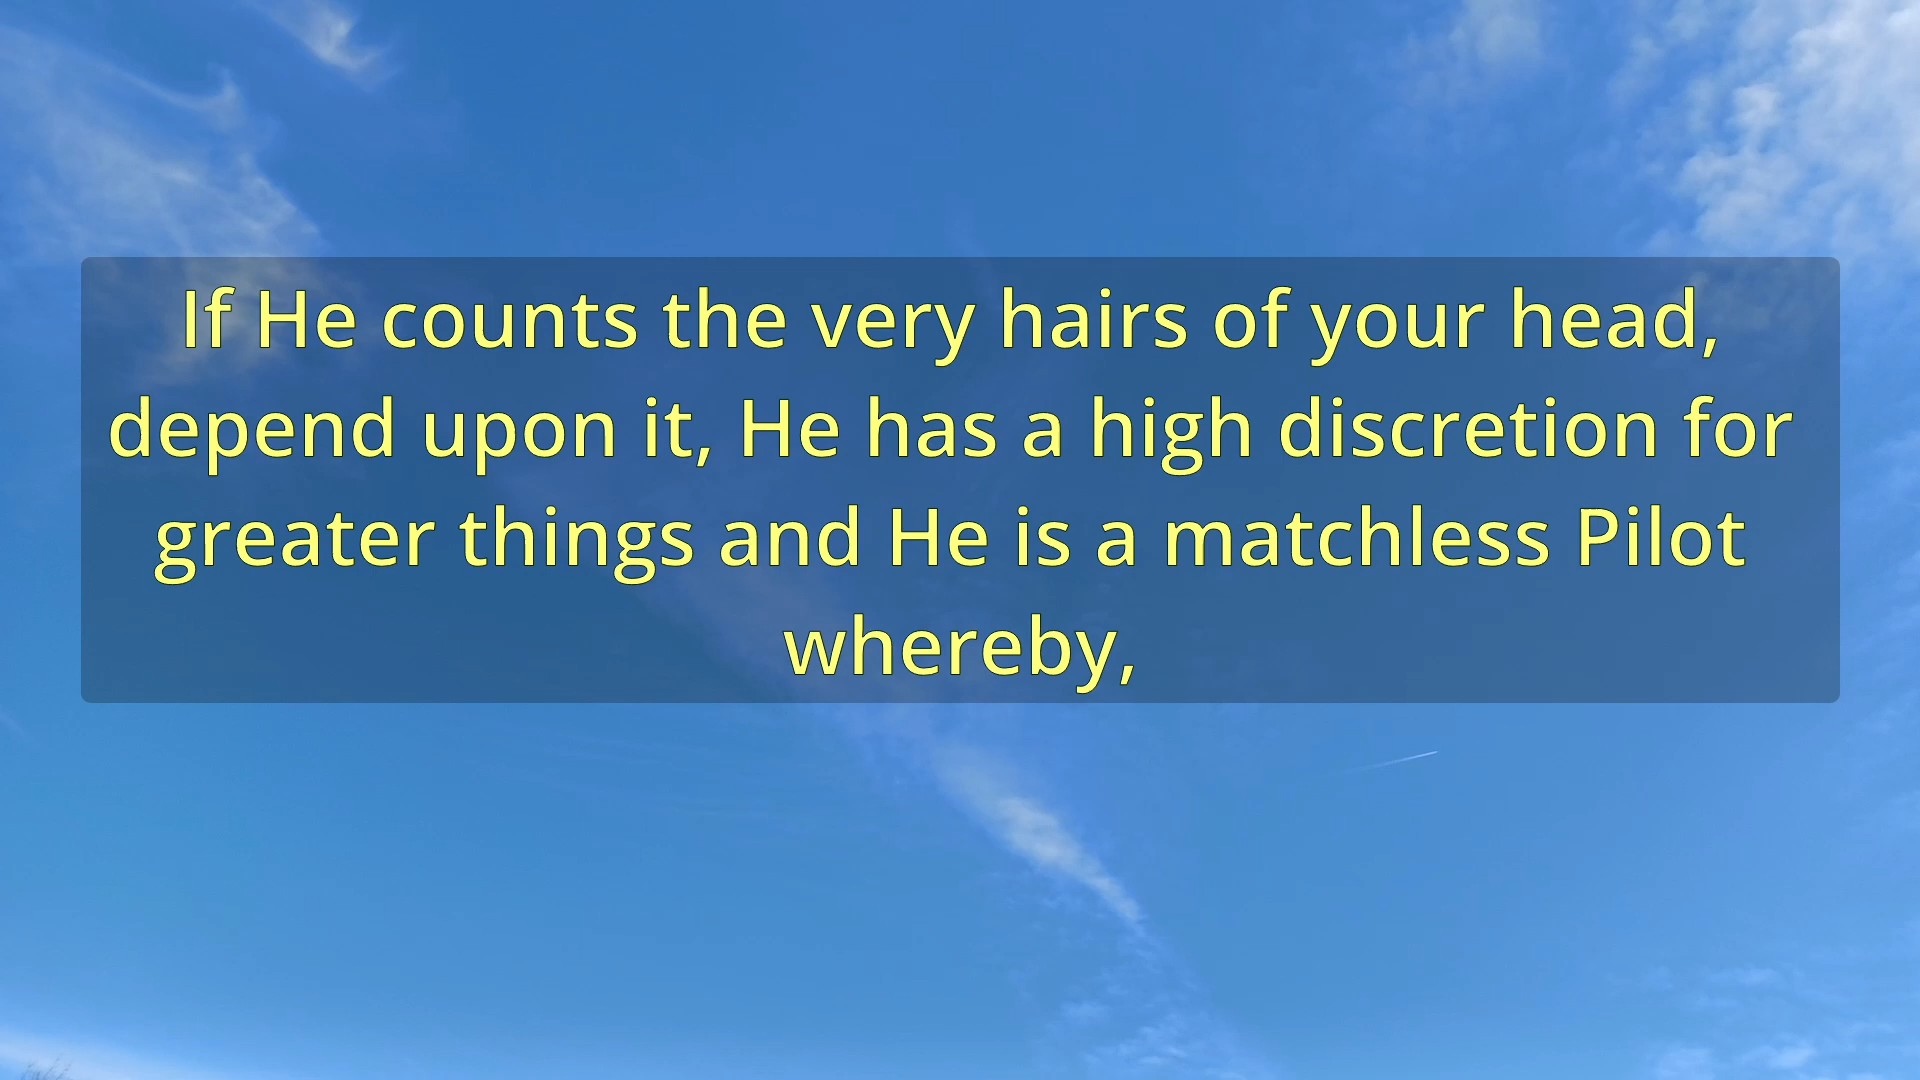 If He counts the very hairs of your head,
depend upon it, He has a high discretion for
greater things and He is a matchless Pilot
whereby,